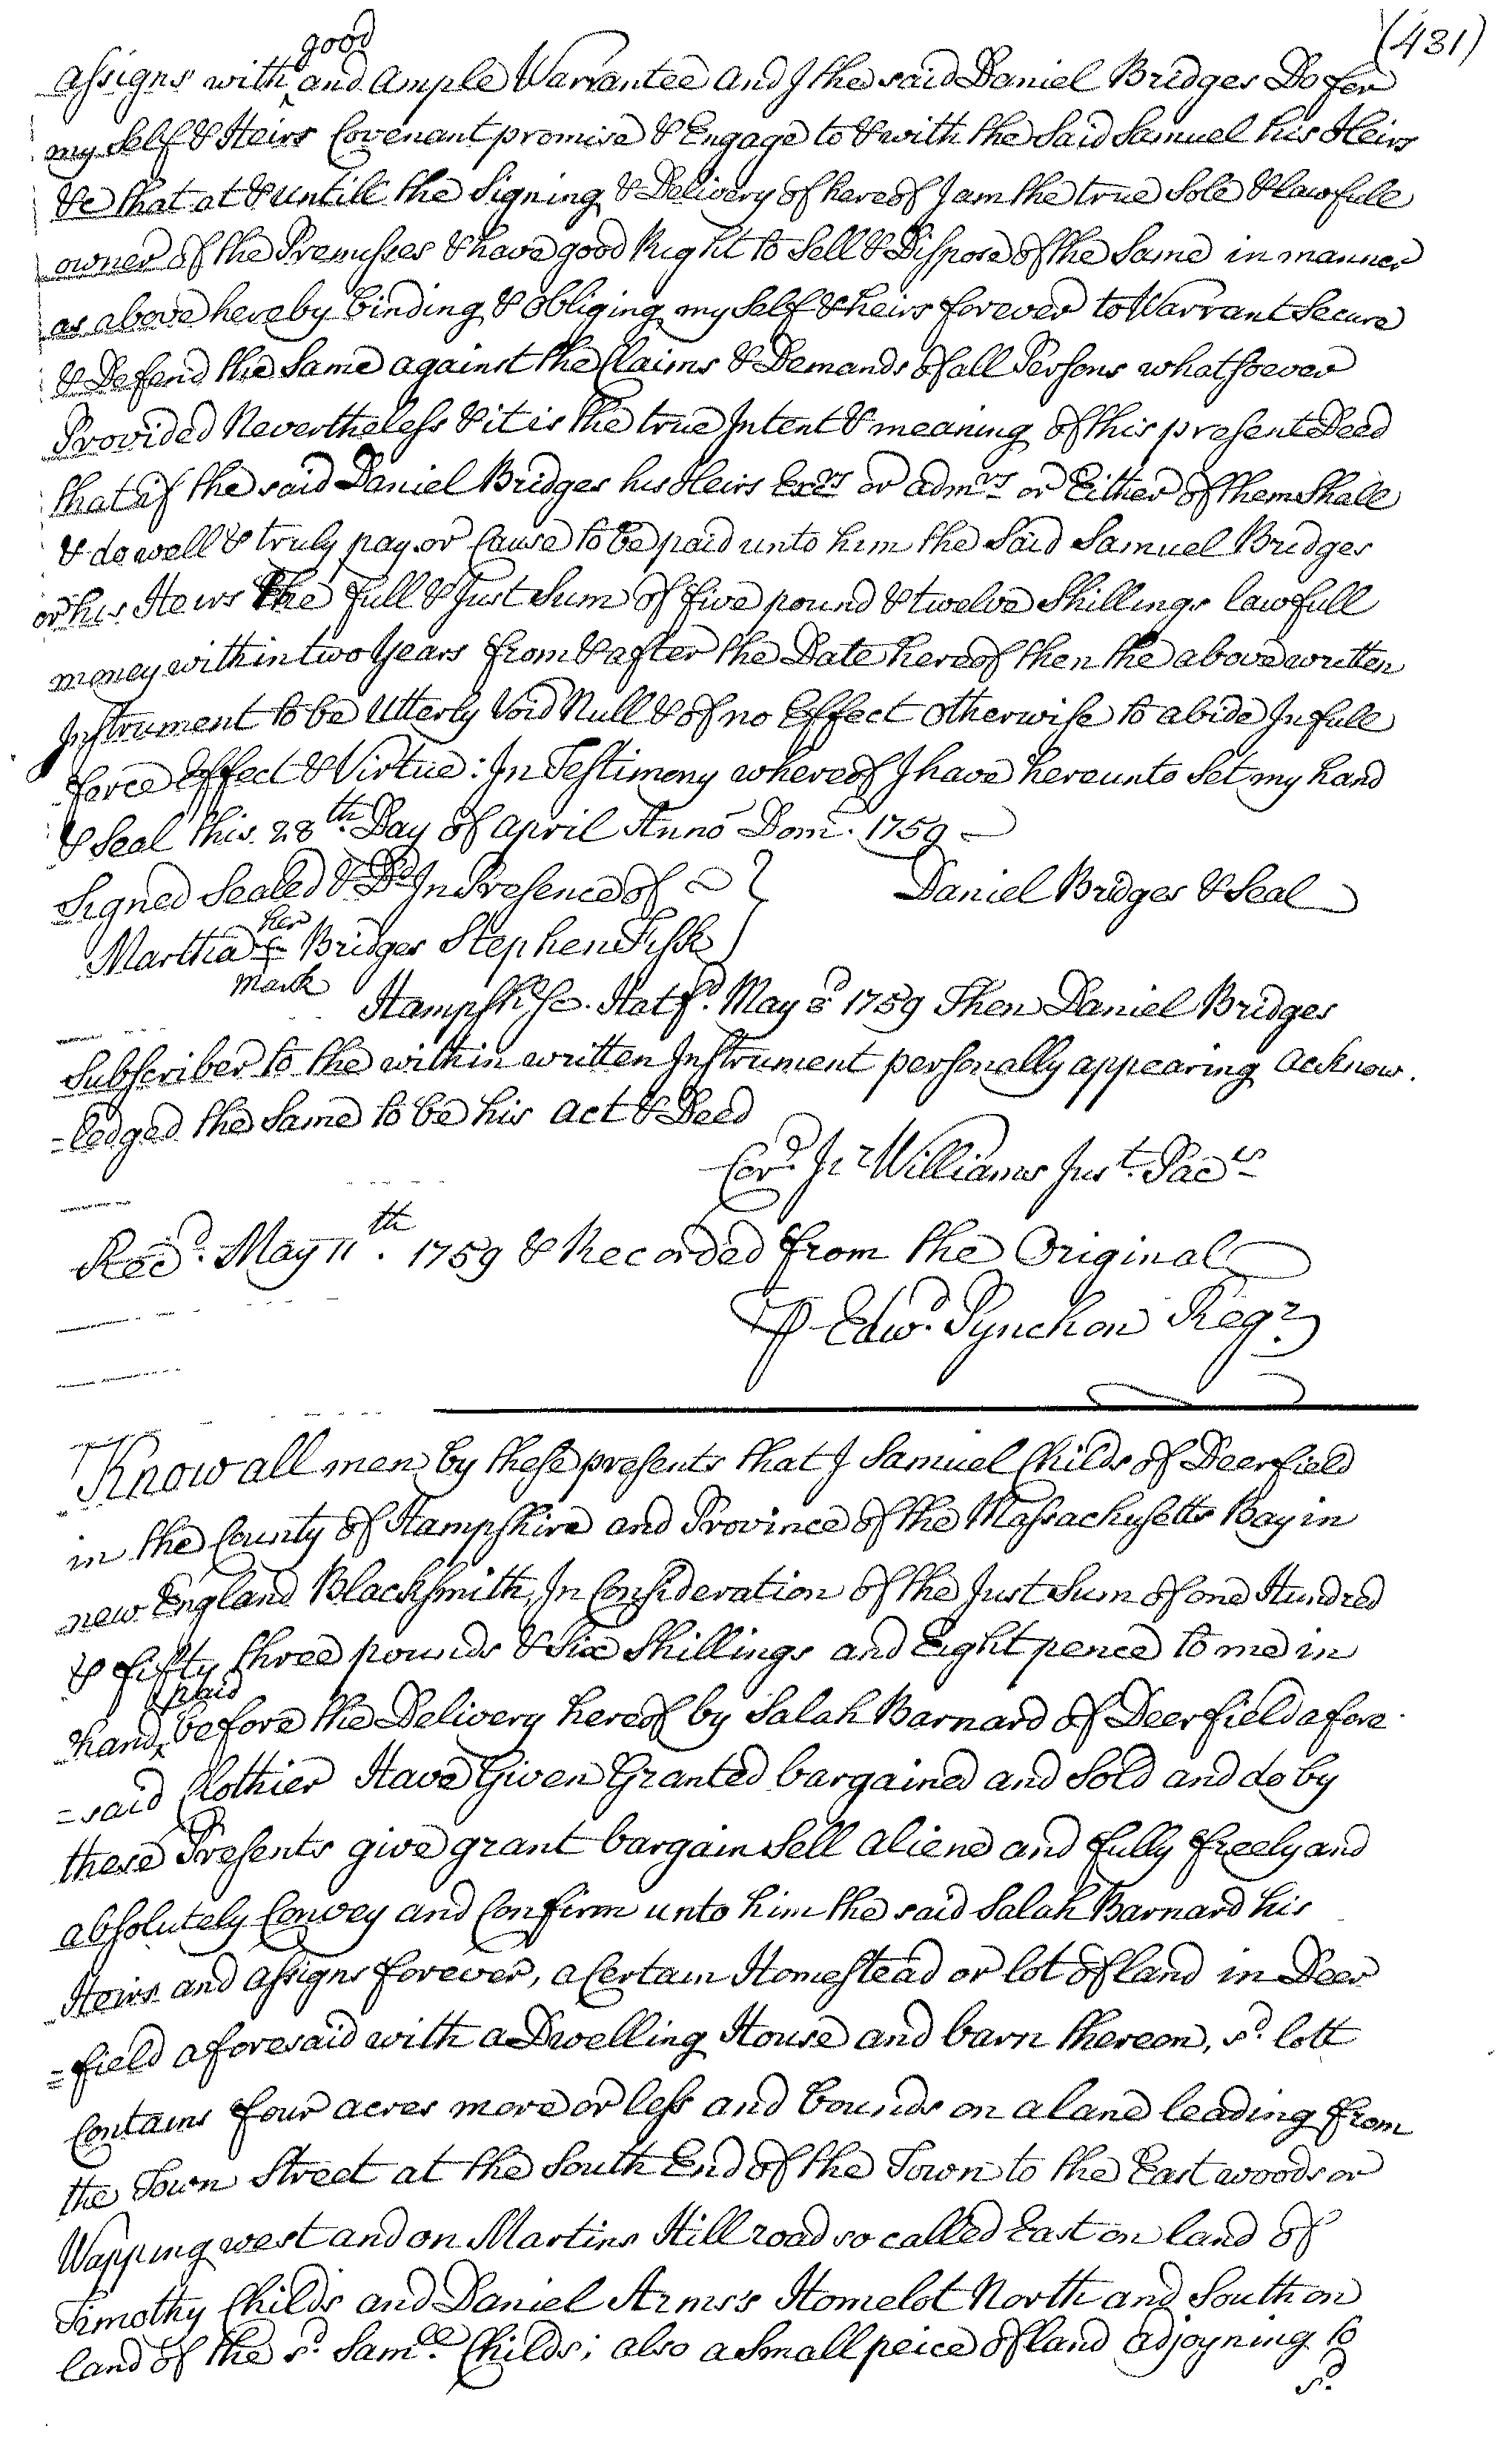 (431)
good
assigns with ^ and ample Warrantee and I the said Daniel Bridges Do for
my self & Heirs Covenant promise & Engage to & with the Said Samuel his Heirs
&c that at & untill the Signing & Delivery of hereof I am the true Sole & lawfull
owner of the Premisses & have good Right to Sell & Dispose of the Same in manner
as above hereby binding & obliging my Self & heirs forever to Warrant Secure
& Defend the Same against the Claims & Demands of all Persons whatsoever
Provided Nevertheless & it is the true Intent & meaning of this present Deed
that if the said Daniel Bridges his Heirs Execrs or admrs or Either of them Shall
& do well & truly pay or Cause to be paid unto him the Said Samuel Bridges
or his Heirs the full & Just Sum of five pound & twelve Shillings lawfull
money within two Years from & after the Date hereof then the above written
Instrument to be Utterly Void Null & of no Effect otherwise to abide In full
force Effect & Virtue: In Testimony whereof I have hereunto Set my hand
& Seal this 28th Day of April Anno Dom. 1759
Signed Sealed & Dd In Presence of } Daniel Bridges & Seal
her
Martha Bridges Stephen Fisk
mark
Hampshr Sc. Hatfd. May 8d 1759 Then Daniel Bridges
Subscriber to the within written Instrument personally appearing acknow.
=ledged the Same to be his act & Deed
Jr Williams Just. Pacis
Recd. May 11th. 1759 & Recorded from the Original
P Edwd. Pynchon Regr
Know all men by these presents that I Samuel Childs of Deerfield
in the County of Hampshire and Province of the Massachusetts Bay in
new England Blacksmith, In Consideration of the Just Sum of one Hundred
& fifty three pounds & Six Shillings and Eight pence to me in
paid
hand ^ before the Delivery hereof by Salah Barnard of Deerfield afore
=said Clothier Have Given Granted bargained and Sold and do by
these Presents give grant bargain Sell aliene and fully freely and
absolutely Convey and Confirm unto him the said Salah Barnard his
Heirs and assigns forever, a Certain Homestead or lot of land in Deer
=field aforesaid with a Dwelling House and barn thereon, sd. lott
Contains four acres more or less and bounds on a lane leading from
the Town Street at the South End of the Town to the East woods or
Wapping west and on Martins Hill road so called East on land of
Timothy Childs and Daniel Arms's Homelot North and South on
land of the sd. Samll. Childs; also a Small peice of land adjoyning to
sd.